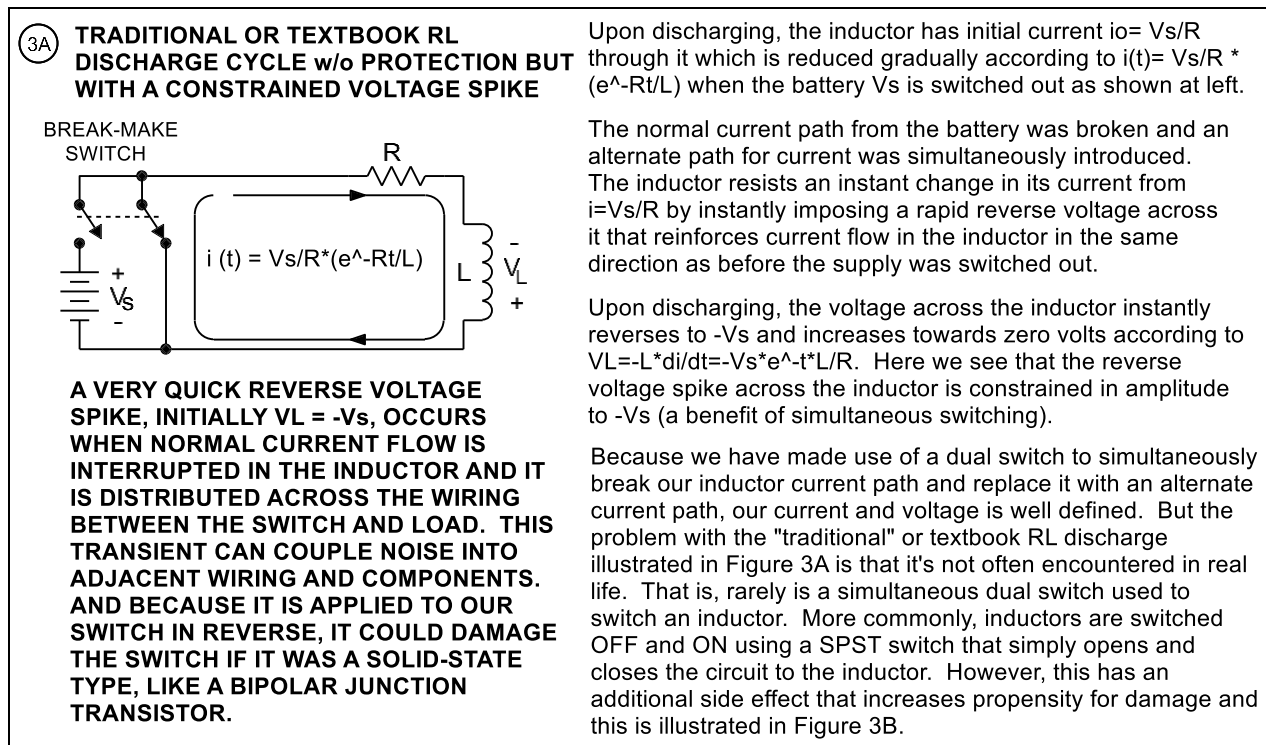 3A
TRADITIONAL OR TEXTBOOK RL
DISCHARGE CYCLE w/o PROTECTION BUT
WITH A CONSTRAINED VOLTAGE SPIKE
BREAK-MAKE
SWITCH
R
i (t) = Vs/R*(e^-Rt/L)
+
Vs
-
L
-
VL
+
A VERY QUICK REVERSE VOLTAGE
SPIKE, INITIALLY VL = -Vs, OCCURS
WHEN NORMAL CURRENT FLOW IS
INTERRUPTED IN THE INDUCTOR AND IT
IS DISTRIBUTED ACROSS THE WIRING
BETWEEN THE SWITCH AND LOAD. THIS
TRANSIENT CAN COUPLE NOISE INTO
ADJACENT WIRING AND COMPONENTS.
AND BECAUSE IT IS APPLIED TO OUR
SWITCH IN REVERSE, IT COULD DAMAGE
THE SWITCH IF IT WAS A SOLID-STATE
TYPE, LIKE A BIPOLAR JUNCTION
TRANSISTOR.
Upon discharging, the inductor has initial current io= Vs/R
through it which is reduced gradually according to i(t)= Vs/R *
(e^-Rt/L) when the battery Vs is switched out as shown at left.
The normal current path from the battery was broken and an
alternate path for current was simultaneously introduced.
The inductor resists an instant change in its current from
i=Vs/R by instantly imposing a rapid reverse voltage across
it that reinforces current flow in the inductor in the same
direction as before the supply was switched out.
Upon discharging, the voltage across the inductor instantly
reverses to -Vs and increases towards zero volts according to
VL=-L*di/dt=-Vs*e^-t*L/R. Here we see that the reverse
voltage spike across the inductor is constrained in amplitude
to -Vs (a benefit of simultaneous switching).
Because we have made use of a dual switch to simultaneously
break our inductor current path and replace it with an alternate
current path, our current and voltage is well defined. But the
problem with the "traditional" or textbook RL discharge
illustrated in Figure 3A is that it's not often encountered in real
life. That is, rarely is a simultaneous dual switch used to
switch an inductor. More commonly, inductors are switched
OFF and ON using a SPST switch that simply opens and
closes the circuit to the inductor. However, this has an
additional side effect that increases propensity for damage and
this is illustrated in Figure 3B.